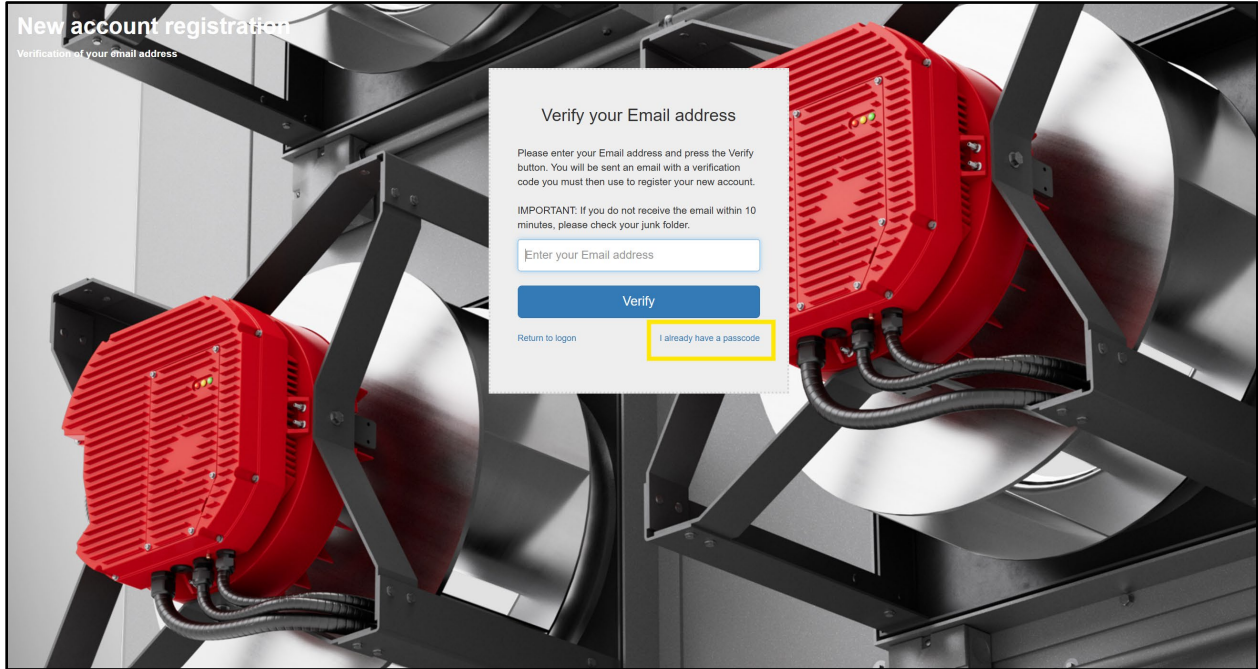 New account registration
Verification of your email address
Verify your Email address
Please enter your Email address and press the Verify
button. You will be sent an email with a verification
code you must then use to register your new account.
IMPORTANT: If you do not receive the email within 10
minutes, please check your junk folder.
Enter your Email address
Verify
Return to logon
I already have a passcode